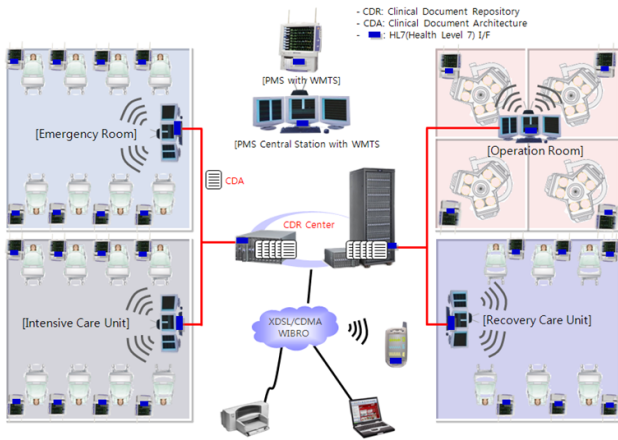 - CDR: Clinical Document Repository
- CDA: Clinical Document Architecture
- : HL7(Health Level 7) I/F
[PMS with WMTS]
[PMS Central Station with WMTS
[Emergency Room]
[Operation Room]
CDA
CDR Center
[Intensive Care Unit]
[Recovery Care Unit]
XDSL/CDMA
WIBRO